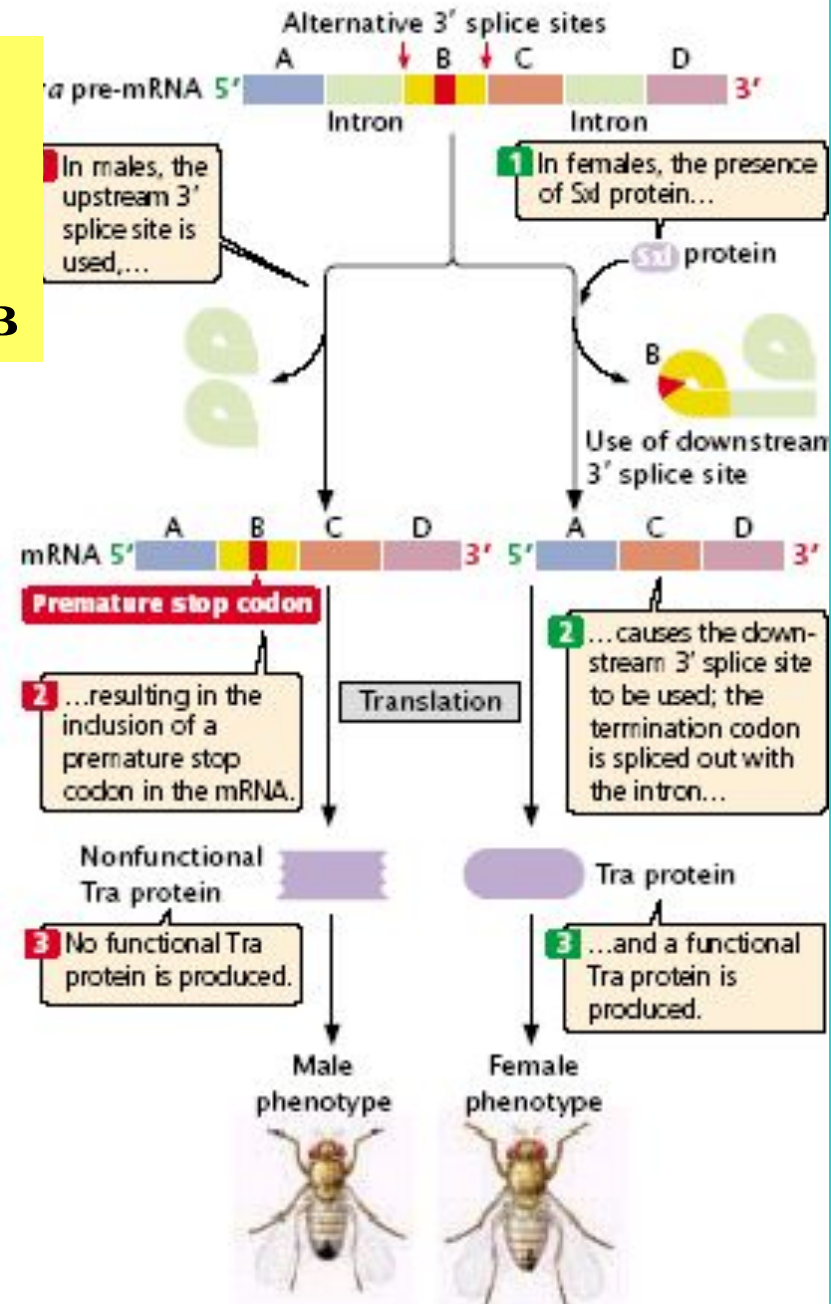 Alternative 3′ splice sites
A B C D
a pre-mRNA 5′ 3′
Intron Intron
In males, the
upstream 3′
splice site is
used,…
1 In females, the presence
of Sxl protein…
Sxl protein
B
B
Use of downstream
3′ splice site
A B C D
mRNA 5′ 3′
5′ A C D 3′
Premature stop codon
2 …resulting in the
inclusion of a
premature stop
codon in the mRNA.
Translation
2 …causes the down-
stream 3′ splice site
to be used; the
termination codon
is spliced out with
the intron…
Nonfunctional
Tra protein
Tra protein
3 No functional Tra
protein is produced.
3 …and a functional
Tra protein is
produced.
Male
phenotype
Female
phenotype